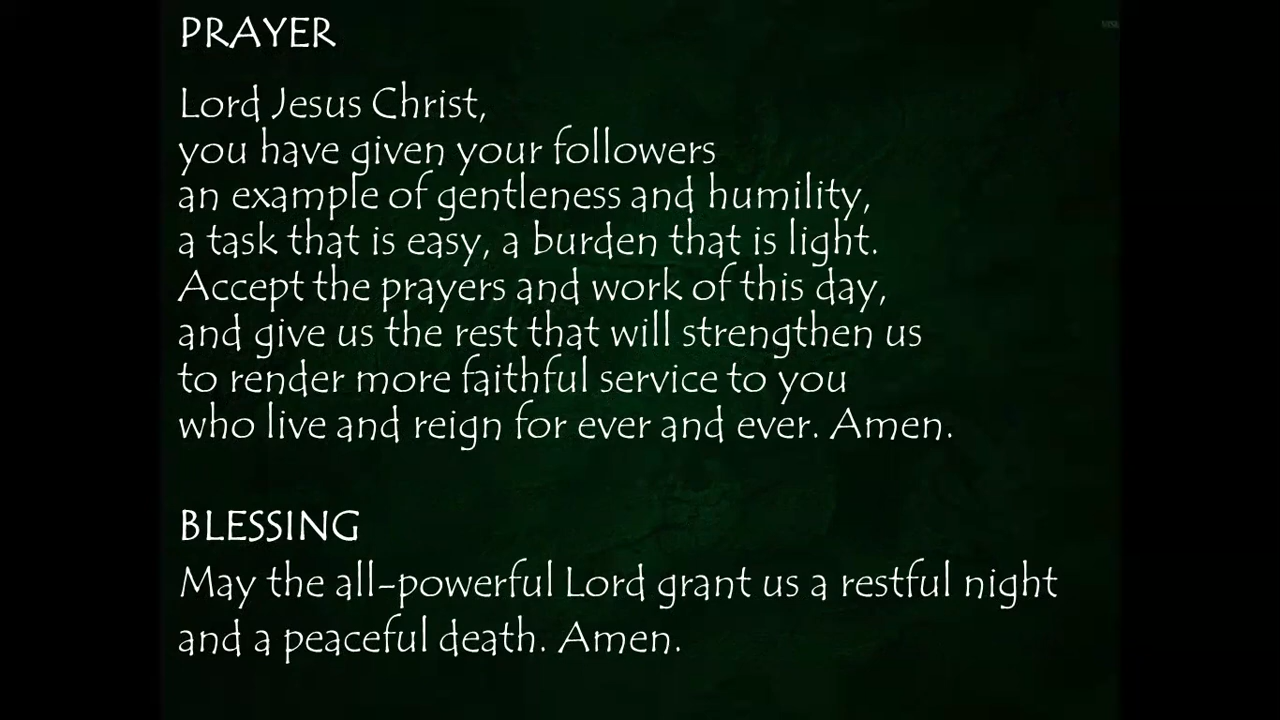 PRAYER
Lord Jesus Christ,
you have given your followers
an example of gentleness and humility,
a task that is easy, a burden that is light.
Accept the prayers and work of this day,
and give us the rest that will strengthen us
to render more faithful service to you
who live and reign for ever and ever. Amen.
BLESSING
May the all-powerful Lord grant us a restful night
and a peaceful death. Amen.